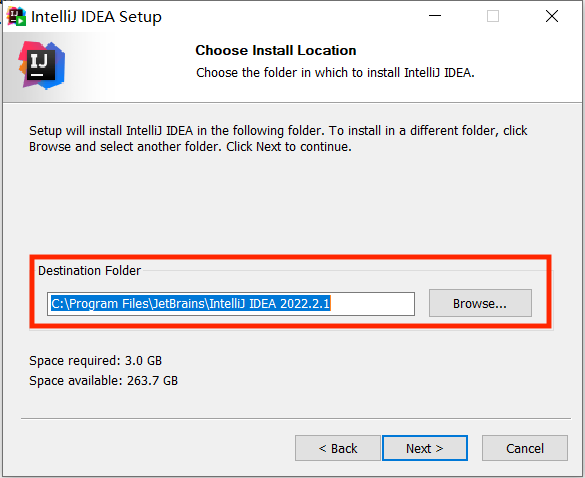 IntelliJ IDEA Setup
IJ
Choose Install Location
Choose the folder in which to install IntelliJ IDEA.
Setup will install IntelliJ IDEA in the following folder. To install in a different folder, click
Browse and select another folder. Click Next to continue.
Destination Folder
C:\Program Files\JetBrains\IntelliJ IDEA 2022.2.1
Browse...
Space required: 3.0 GB
Space available: 263.7 GB
< Back
Next >
Cancel